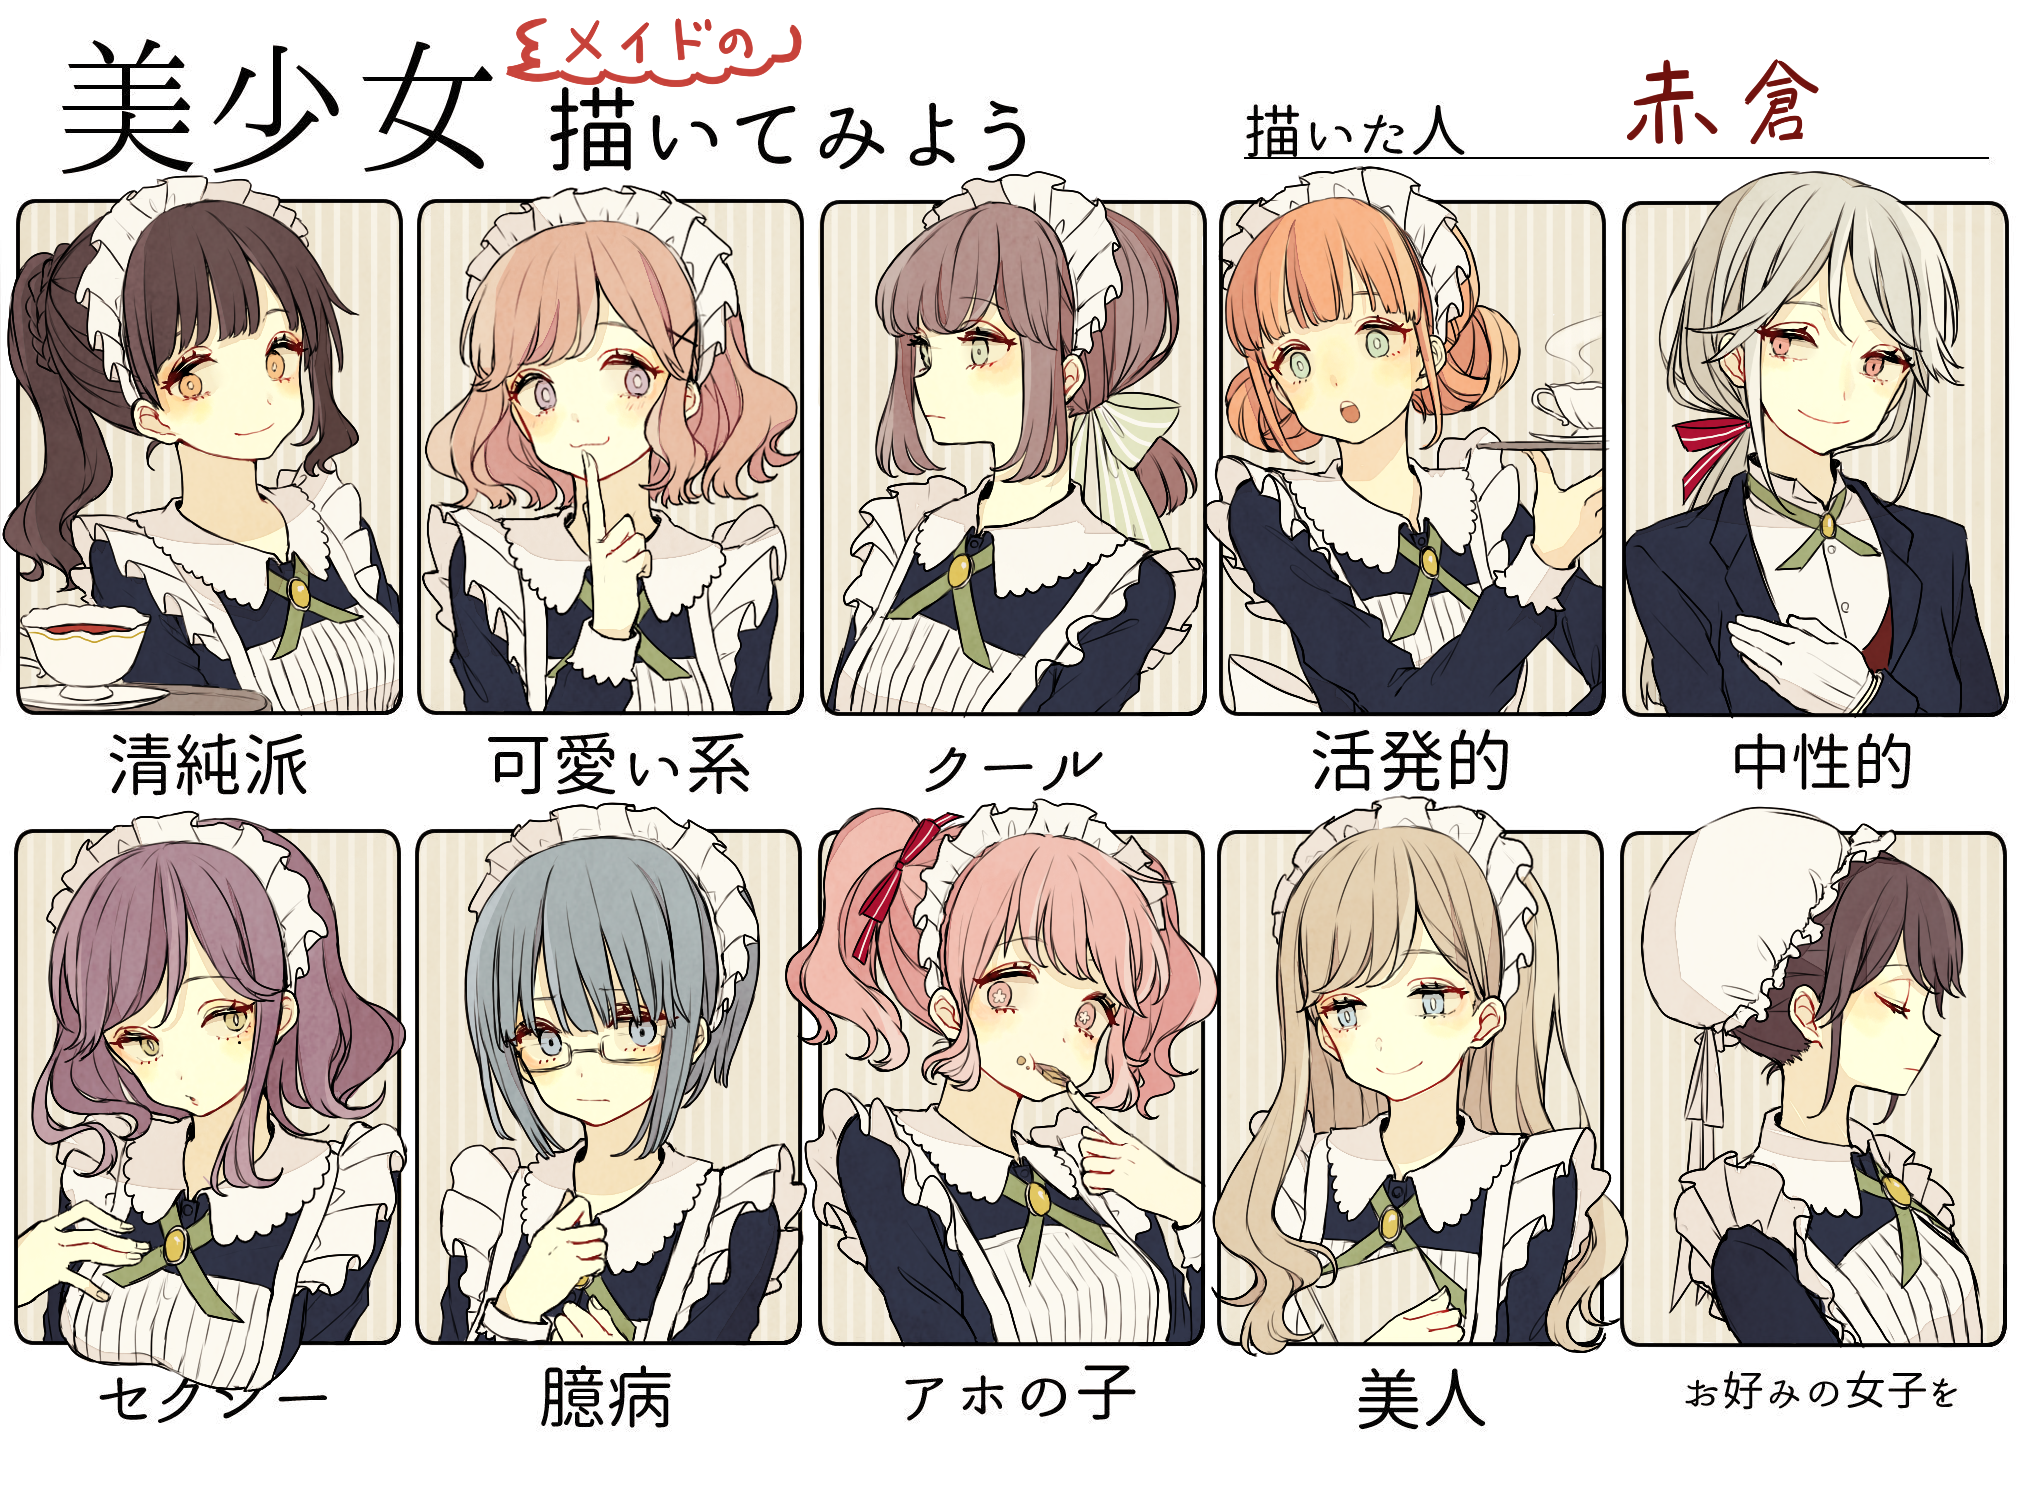 美少女
メイドの
描いてみよう
描いた人 赤倉
清純派
可愛い系
クール
活発的
中性的
セクシー
臆病
アホの子
美人
お好みの女子を